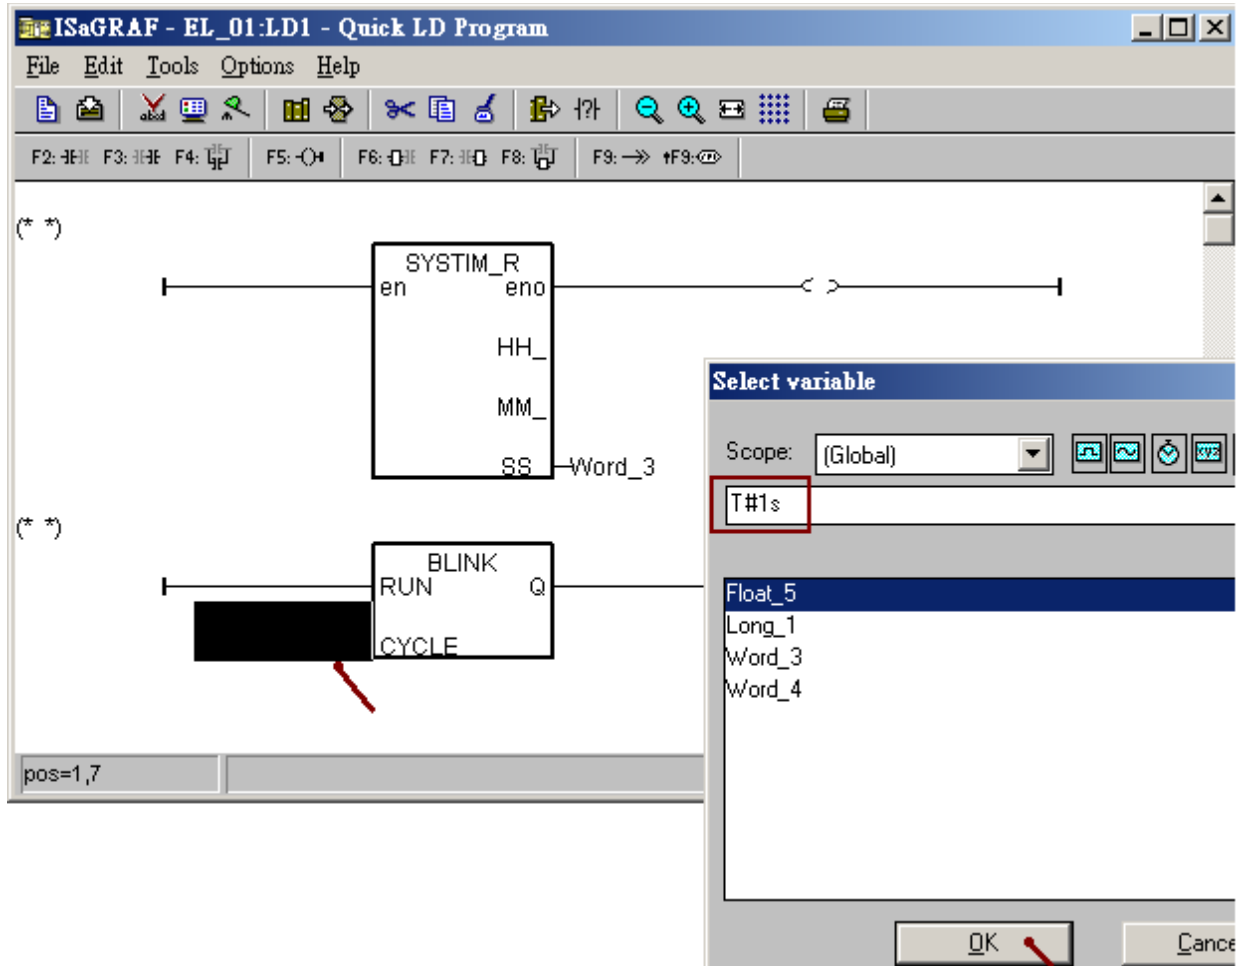 ISaGRAF - EL_01:LD1 - Quick LD Program
File Edit Tools Options Help
F2: F3: F4: F5: F6: F7: F8: F9: F9:
(* *)
SYSTIM_R
en eno
HH_
MM_
SS Word_3
(* *)
BLINK
RUN Q
CYCLE
pos=1,7
Select variable
Scope: (Global)
xyz
T#1s
Float_5
Long_1
Word_3
Word_4
OK Cance